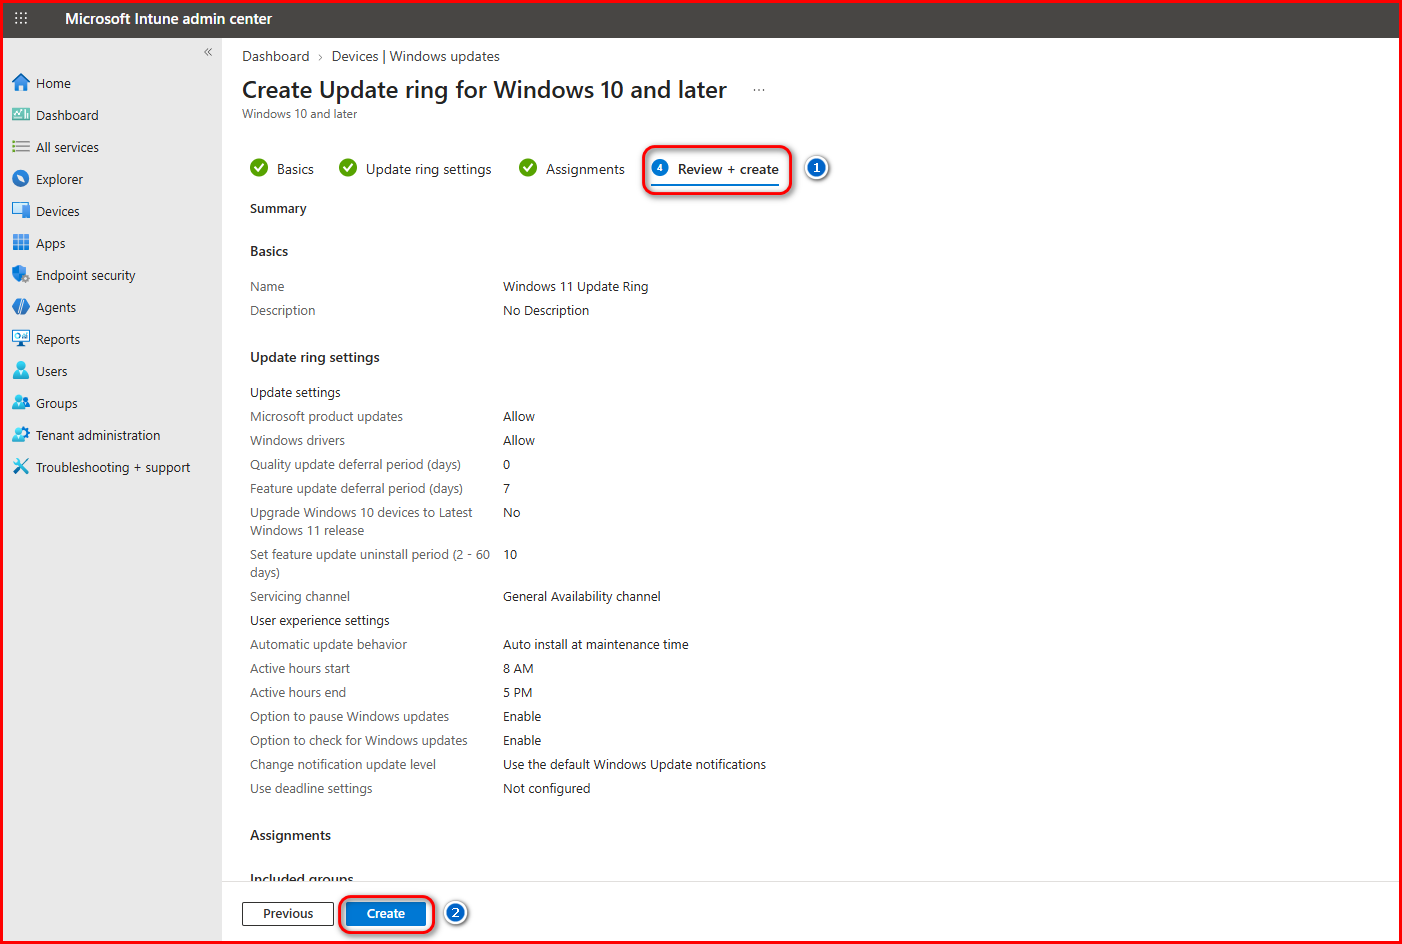 Microsoft Intune admin center
«
Home
Dashboard
All services
Explorer
Devices
Apps
Endpoint security
Agents
Reports
Users
Groups
Tenant administration
Troubleshooting + support
Dashboard > Devices | Windows updates
Create Update ring for Windows 10 and later ...
Windows 10 and later
Basics Update ring settings Assignments 4 Review + create 1
Summary
Basics
Name Windows 11 Update Ring
Description No Description
Update ring settings
Update settings
Microsoft product updates Allow
Windows drivers Allow
Quality update deferral period (days) 0
Feature update deferral period (days) 7
Upgrade Windows 10 devices to Latest No
Windows 11 release
Set feature update uninstall period (2 - 60 10
days)
Servicing channel General Availability channel
User experience settings
Automatic update behavior Auto install at maintenance time
Active hours start 8 AM
Active hours end 5 PM
Option to pause Windows updates Enable
Option to check for Windows updates Enable
Change notification update level Use the default Windows Update notifications
Use deadline settings Not configured
Assignments
Included groups
Previous Create 2